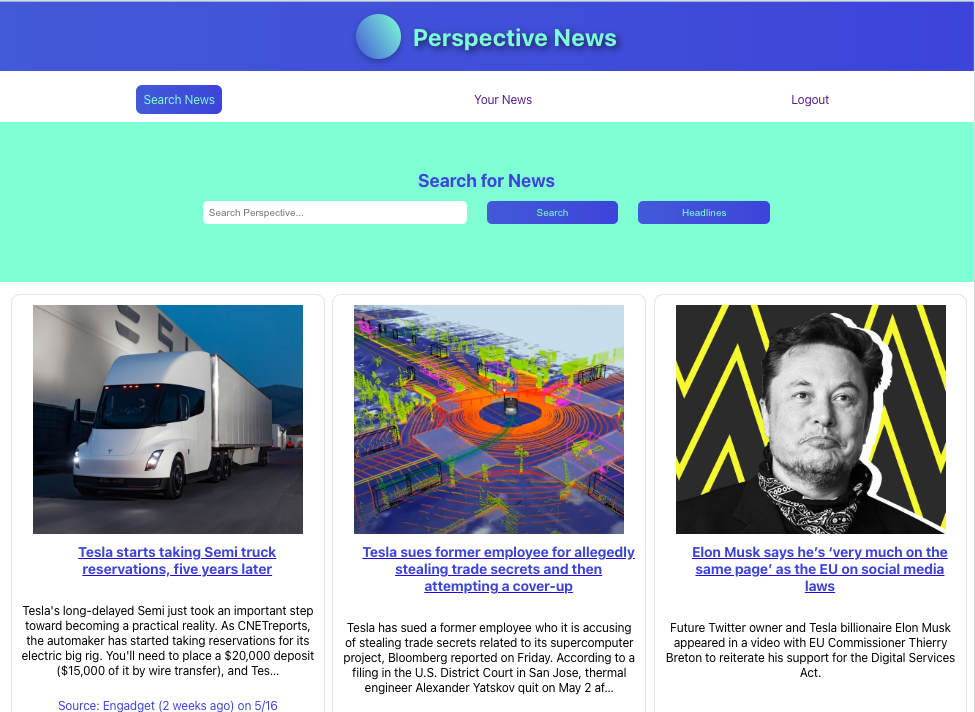 Perspective News
Search News
Your News
Logout
Search for News
Search Perspective...
Search
Headlines
Tesla starts taking Semi truck
reservations, five years later
Tesla's long-delayed Semi just took an important step
toward becoming a practical reality. As CNETreports,
the automaker has started taking reservations for its
electric big rig. You'll need to place a $20,000 deposit
($15,000 of it by wire transfer), and Tes...
Source: Engadget (2 weeks ago) on 5/16
Tesla sues former employee for allegedly
stealing trade secrets and then
attempting a cover-up
Tesla has sued a former employee who it is accusing
of stealing trade secrets related to its supercomputer
project, Bloomberg reported on Friday. According to a
filing in the U.S. District Court in San Jose, thermal
engineer Alexander Yatskov quit on May 2 af...
Elon Musk says he’s ‘very much on the
same page’ as the EU on social media
laws
Future Twitter owner and Tesla billionaire Elon Musk
appeared in a video with EU Commissioner Thierry
Breton to reiterate his support for the Digital Services
Act.